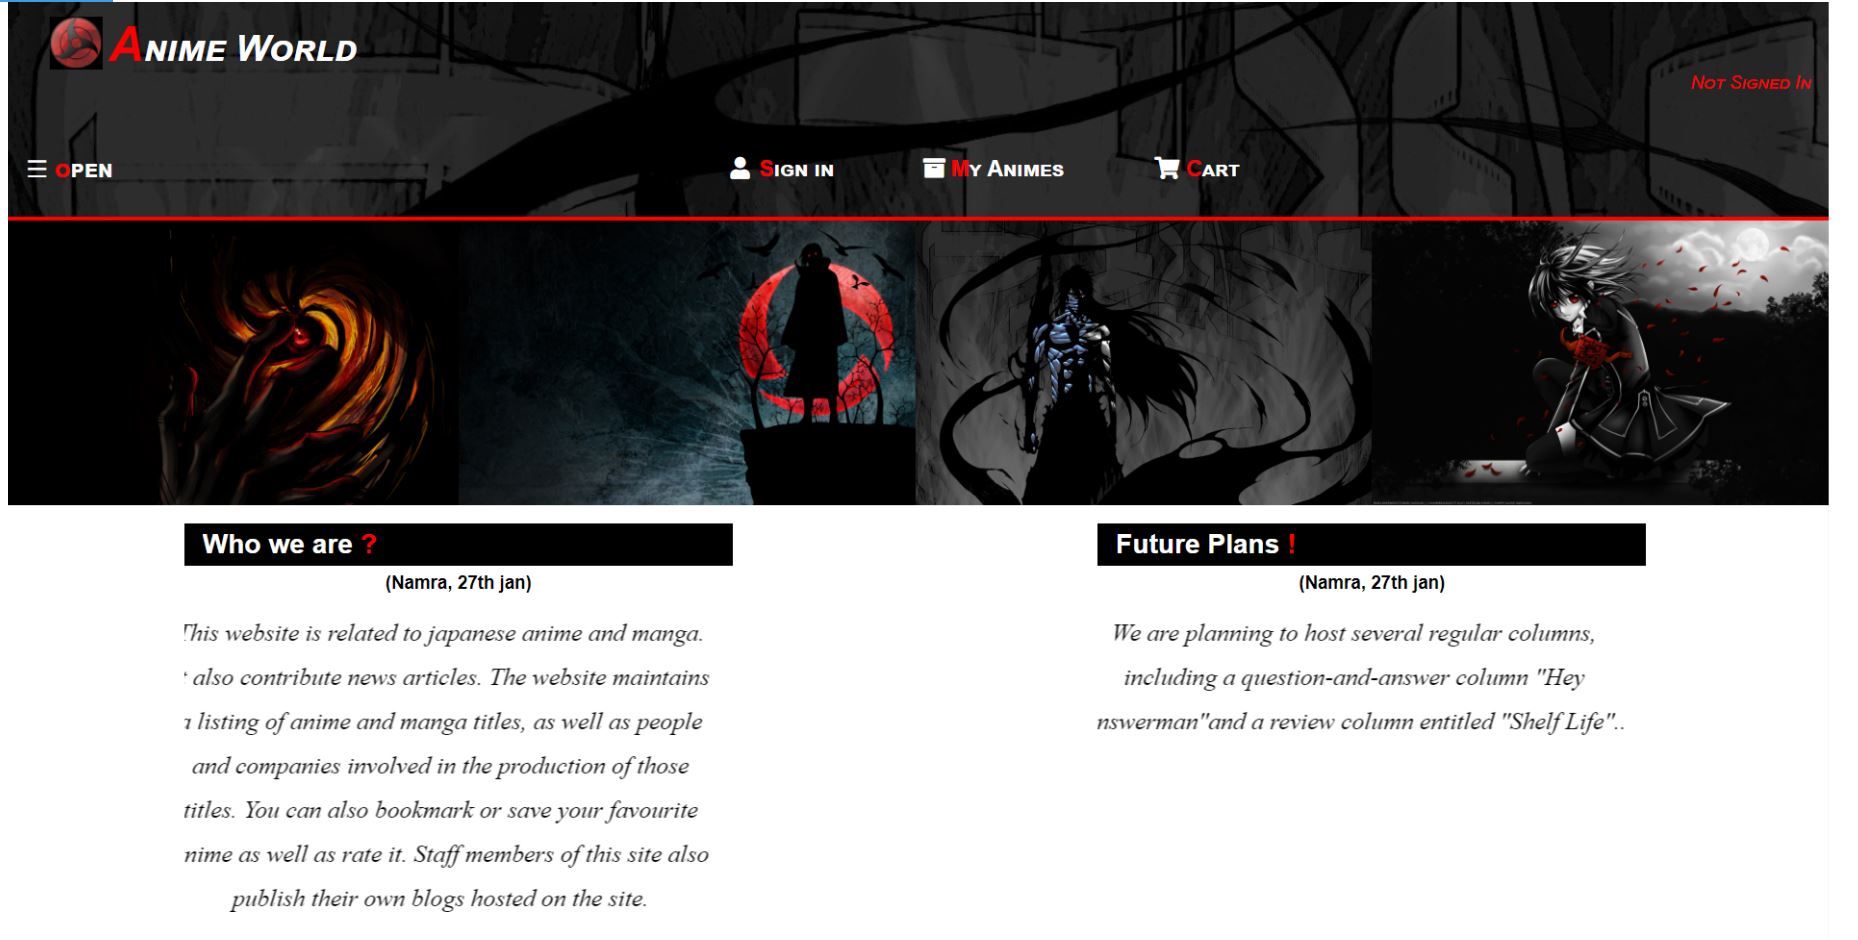 Anime World
Not Signed In
☰ open
Sign in
My Animes
Cart
Who we are ?
(Namra, 27th jan)
This website is related to japanese anime and manga.
also contribute news articles. The website maintains
a listing of anime and manga titles, as well as people
and companies involved in the production of those
titles. You can also bookmark or save your favourite
nime as well as rate it. Staff members of this site also
publish their own blogs hosted on the site.
Future Plans !
(Namra, 27th jan)
We are planning to host several regular columns,
including a question-and-answer column "Hey
nswerman"and a review column entitled "Shelf Life"..